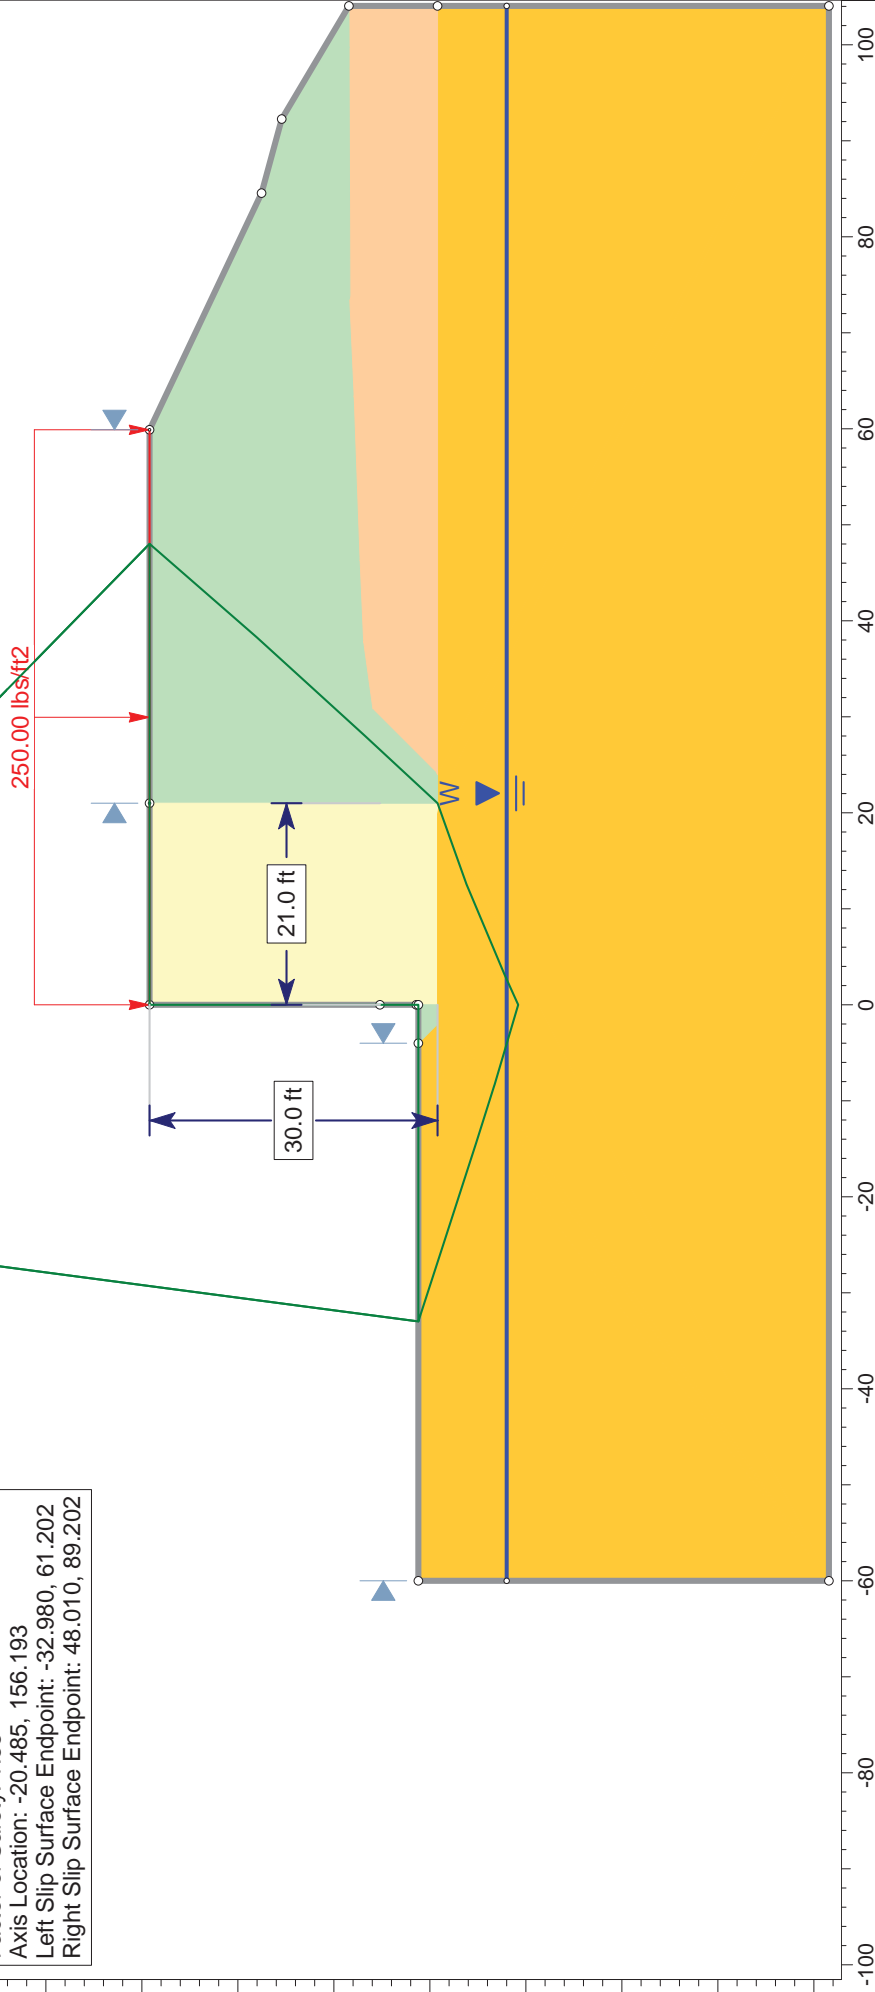 Axis Location: -20.485, 156.193
Left Slip Surface Endpoint: -32.980, 61.202
Right Slip Surface Endpoint: 48.010, 89.202
250.00 lbs/ft2
21.0 ft
30.0 ft
W
-100
-80
-60
-40
-20
0
20
40
60
80
100